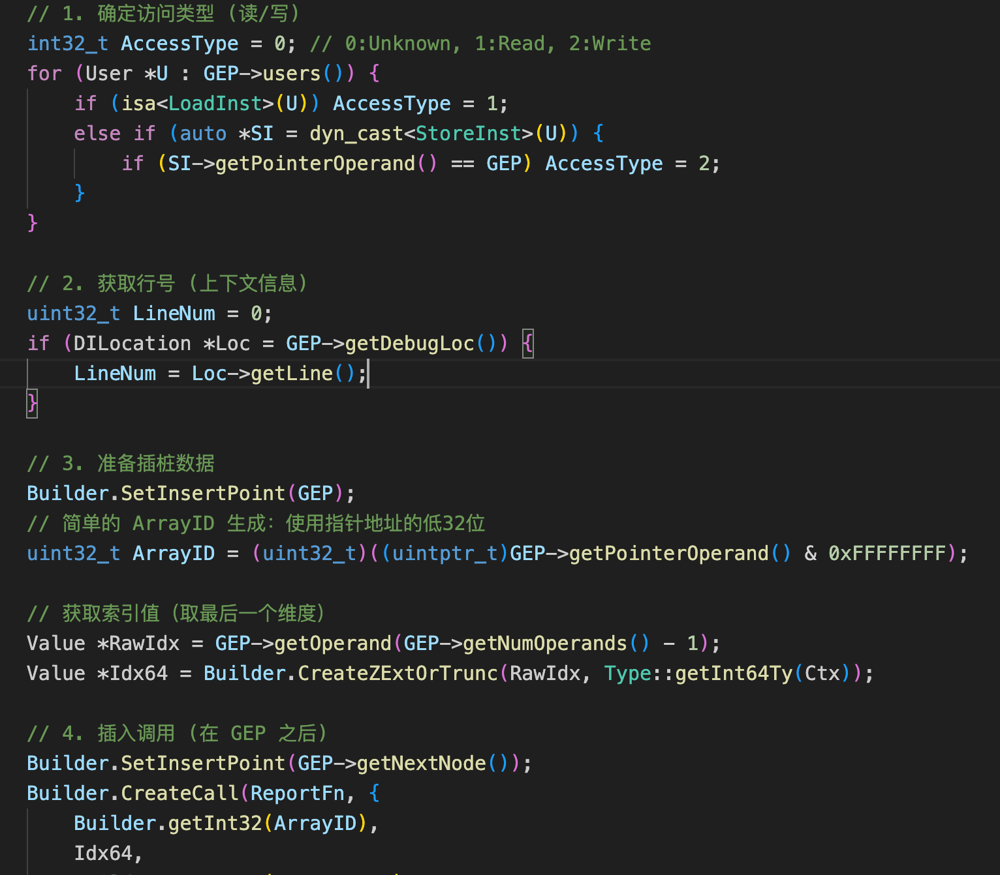 // 1. 确定访问类型 (读/写)
int32_t AccessType = 0; // 0:Unknown, 1:Read, 2:Write
for (User *U : GEP->users()) {
    if (isa<LoadInst>(U)) AccessType = 1;
    else if (auto *SI = dyn_cast<StoreInst>(U)) {
        if (SI->getPointerOperand() == GEP) AccessType = 2;
    }
}

// 2. 获取行号 (上下文信息)
uint32_t LineNum = 0;
if (DILocation *Loc = GEP->getDebugLoc()) {
    LineNum = Loc->getLine();
}

// 3. 准备插桩数据
Builder.SetInsertPoint(GEP);
// 简单的 ArrayID 生成：使用指针地址的低32位
uint32_t ArrayID = (uint32_t)((uintptr_t)GEP->getPointerOperand() & 0xFFFFFFFF);

// 获取索引值（取最后一个维度）
Value *RawIdx = GEP->getOperand(GEP->getNumOperands() - 1);
Value *Idx64 = Builder.CreateZExtOrTrunc(RawIdx, Type::getInt64Ty(Ctx));

// 4. 插入调用 (在 GEP 之后)
Builder.SetInsertPoint(GEP->getNextNode());
Builder.CreateCall(ReportFn, {
    Builder.getInt32(ArrayID),
    Idx64,